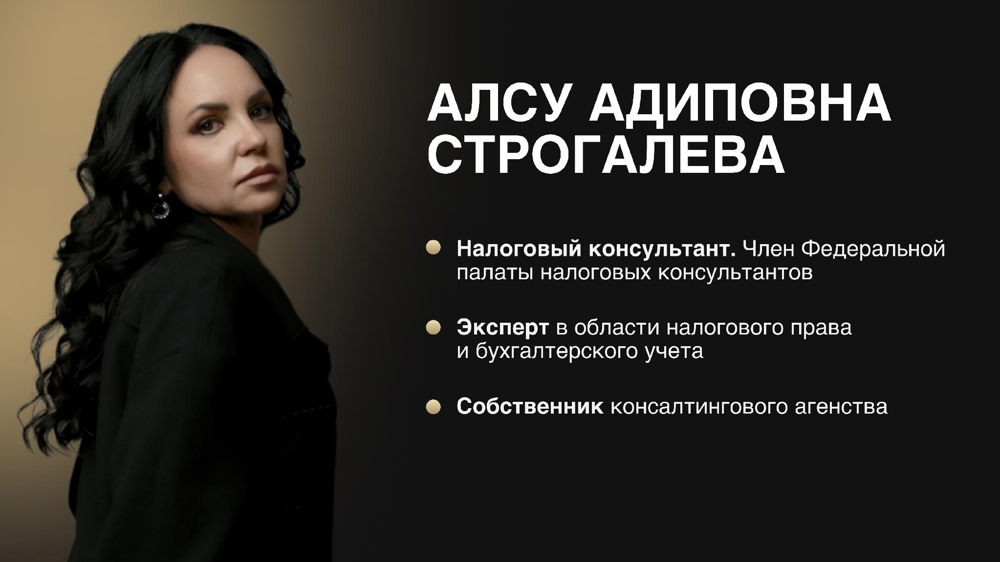 АЛСУ АДИПОВНА
СТРОГАЛЕВА
Налоговый консультант. Член Федеральной
палаты налоговых консультантов
Эксперт в области налогового права
и бухгалтерского учета
Собственник консалтингового агенства